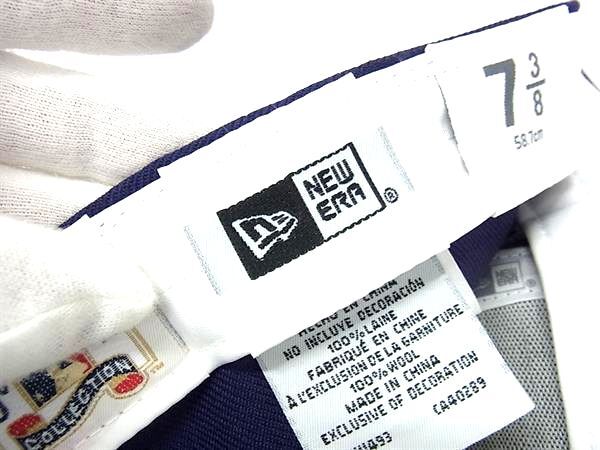 7 3/8
58.7cm
NEW
ERA
®
HECHO EN CHINA
NO INCLUYE DECORACIÓN
100% LAINE
FABRIQUÉ EN CHINE
À L'EXCLUSION DE LA GARNITURE
100% WOOL
MADE IN CHINA
EXCLUSIVE OF DECORATION
CA40289
COLLECTION